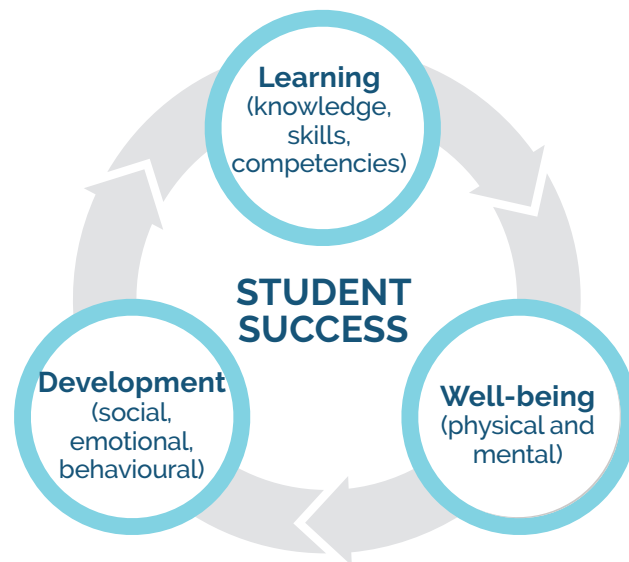 Learning
(knowledge,
skills,
competencies)
STUDENT
SUCCESS
Development
(social,
emotional,
behavioural)
Well-being
(physical and
mental)